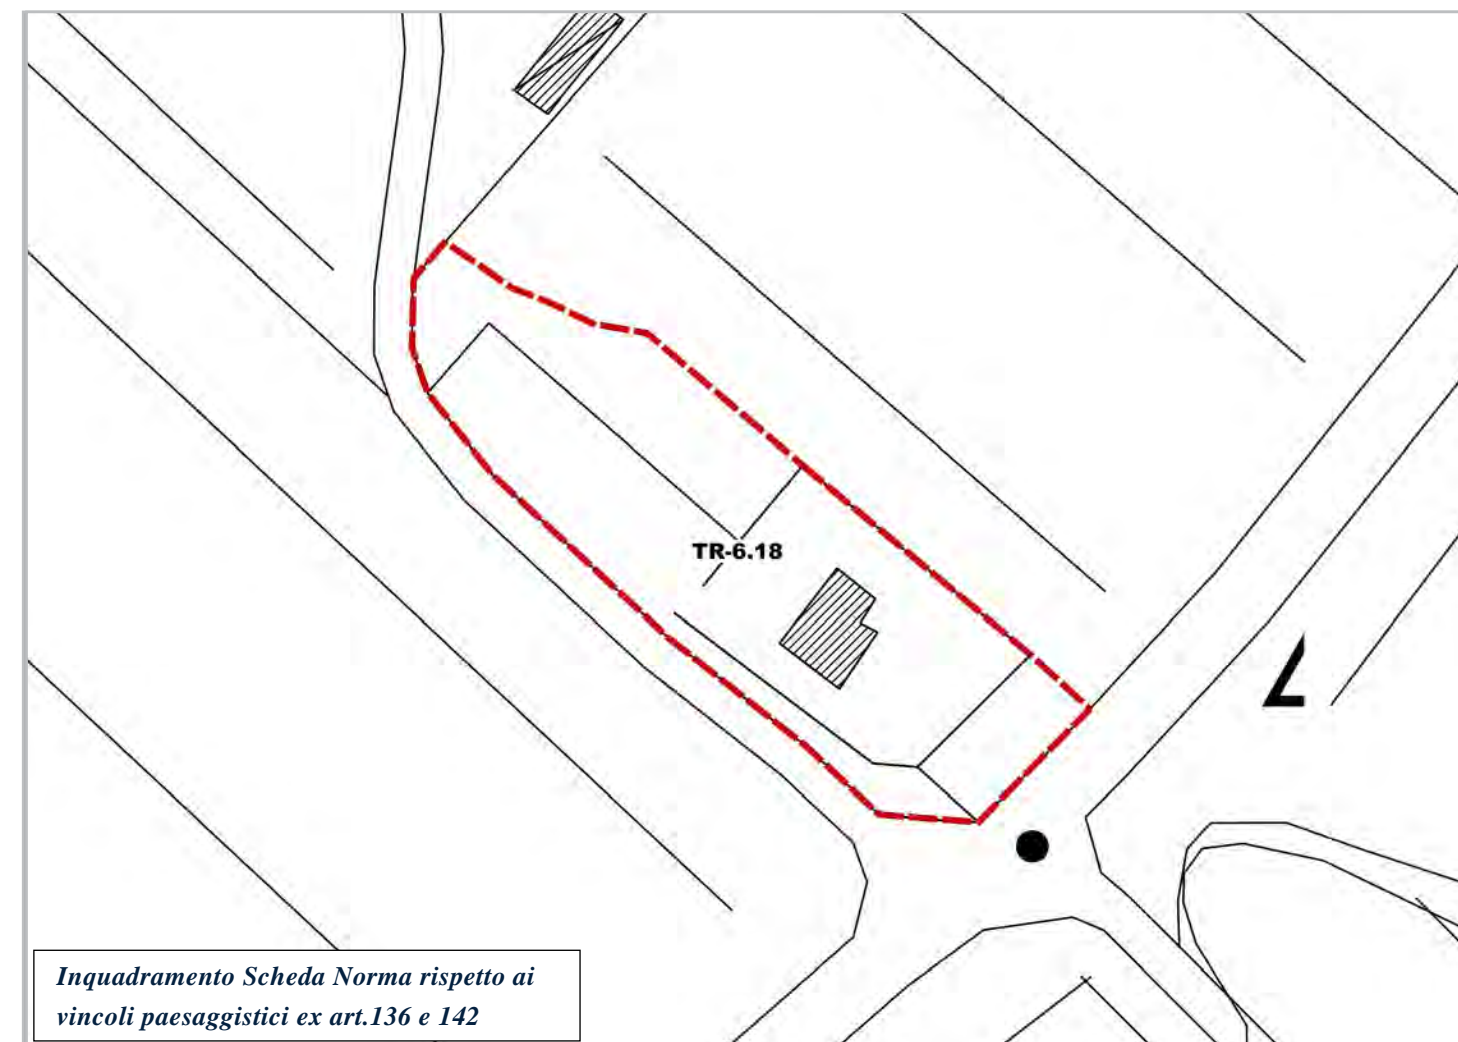 TR-6.18
Inquadramento Scheda Norma rispetto ai
vincoli paesaggistici ex art.136 e 142